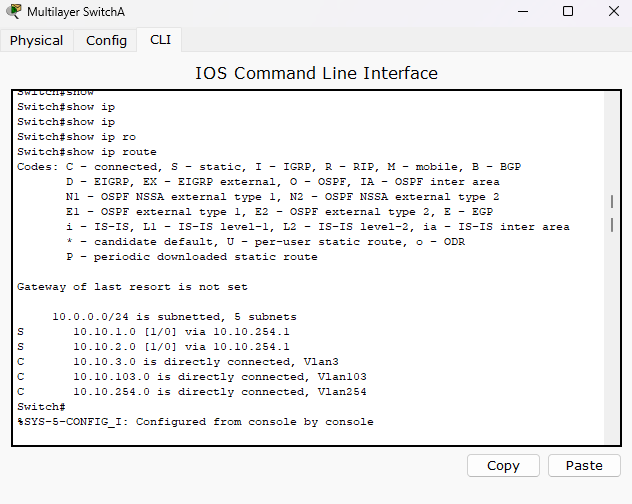 Multilayer SwitchA
Physical Config CLI
IOS Command Line Interface
Switch#show
Switch#show ip
Switch#show ip
Switch#show ip ro
Switch#show ip route
Codes: C - connected, S - static, I - IGRP, R - RIP, M - mobile, B - BGP
D - EIGRP, EX - EIGRP external, O - OSPF, IA - OSPF inter area
N1 - OSPF NSSA external type 1, N2 - OSPF NSSA external type 2
E1 - OSPF external type 1, E2 - OSPF external type 2, E - EGP
i - IS-IS, L1 - IS-IS level-1, L2 - IS-IS level-2, ia - IS-IS inter area
* - candidate default, U - per-user static route, o - ODR
P - periodic downloaded static route
Gateway of last resort is not set
10.0.0.0/24 is subnetted, 5 subnets
S 10.10.1.0 [1/0] via 10.10.254.1
S 10.10.2.0 [1/0] via 10.10.254.1
C 10.10.3.0 is directly connected, Vlan3
C 10.10.103.0 is directly connected, Vlan103
C 10.10.254.0 is directly connected, Vlan254
Switch#
%SYS-5-CONFIG_I: Configured from console by console
Copy Paste